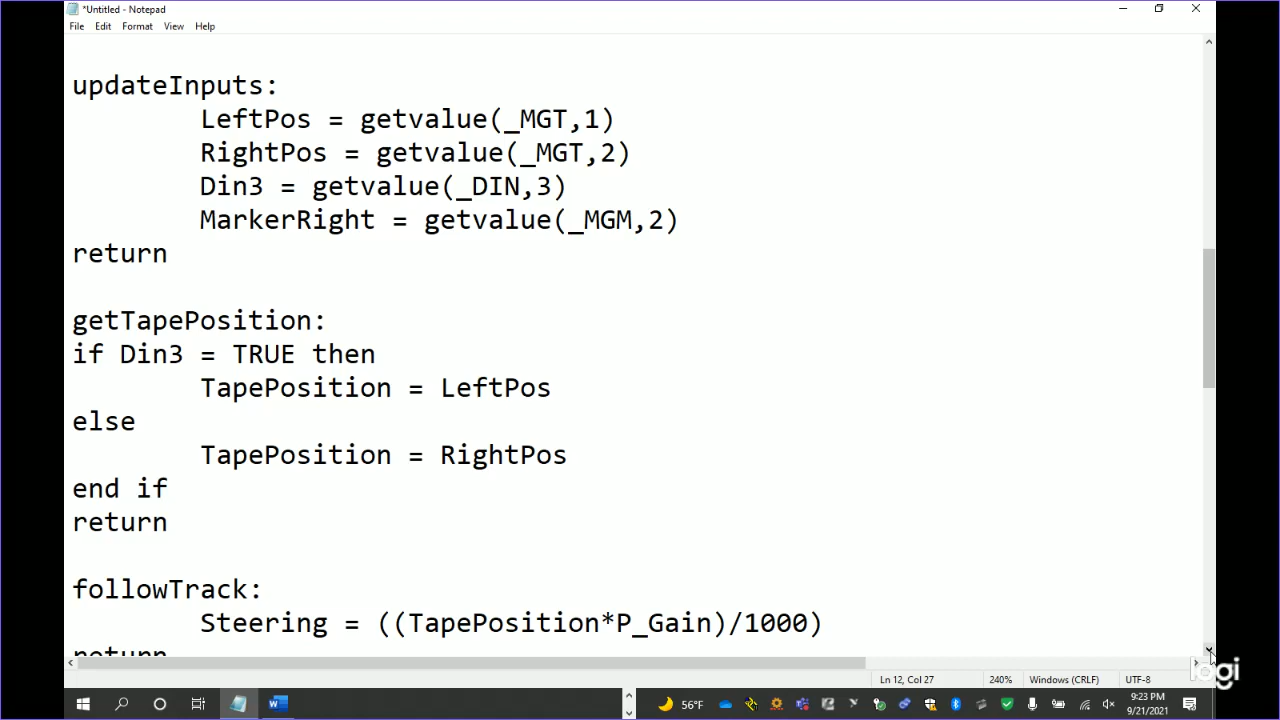 *Untitled - Notepad
File Edit Format View Help
updateInputs:
LeftPos = getvalue(_MGT,1)
RightPos = getvalue(_MGT,2)
Din3 = getvalue(_DIN,3)
MarkerRight = getvalue(_MGM,2)
return
getTapePosition:
if Din3 = TRUE then
TapePosition = LeftPos
else
TapePosition = RightPos
end if
return
followTrack:
Steering = ((TapePosition*P_Gain)/1000)
return
logi
Ln 12, Col 27 240% Windows (CRLF) UTF-8
56°F
9:23 PM
9/21/2021